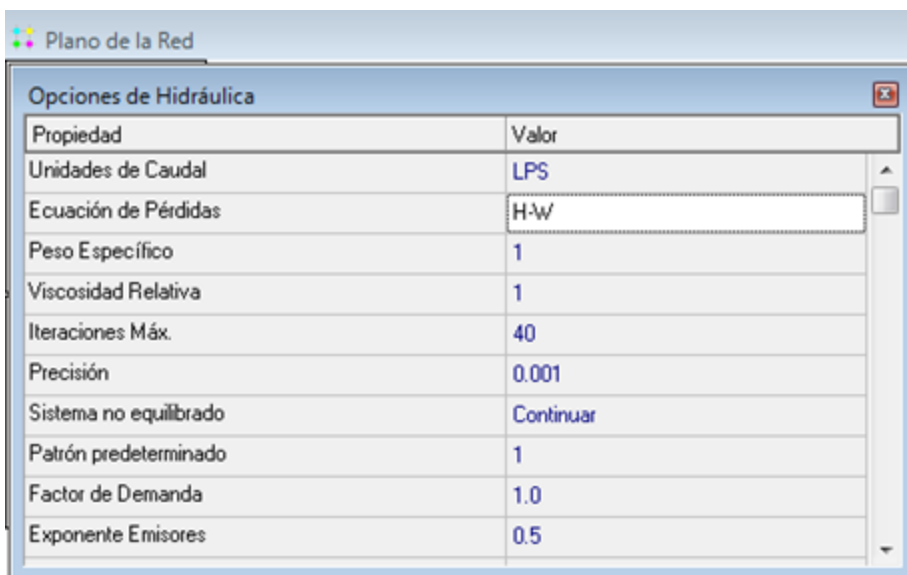 Plano de la Red
Opciones de Hidráulica
Propiedad Valor
Unidades de Caudal LPS
Ecuación de Pérdidas H-W
Peso Específico 1
Viscosidad Relativa 1
Iteraciones Máx. 40
Precisión 0.001
Sistema no equilibrado Continuar
Patrón predeterminado 1
Factor de Demanda 1.0
Exponente Emisores 0.5